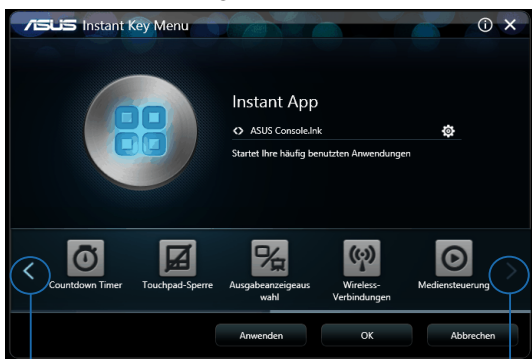 ASUS Instant Key Menu
Instant App
ASUS Console.lnk
Startet Ihre häufig benutzten Anwendungen
Countdown Timer
Touchpad-Sperre
Ausgabeanzeigeaus
wahl
Wireless-
Verbindungen
Mediensteuerung
Anwenden
OK
Abbrechen